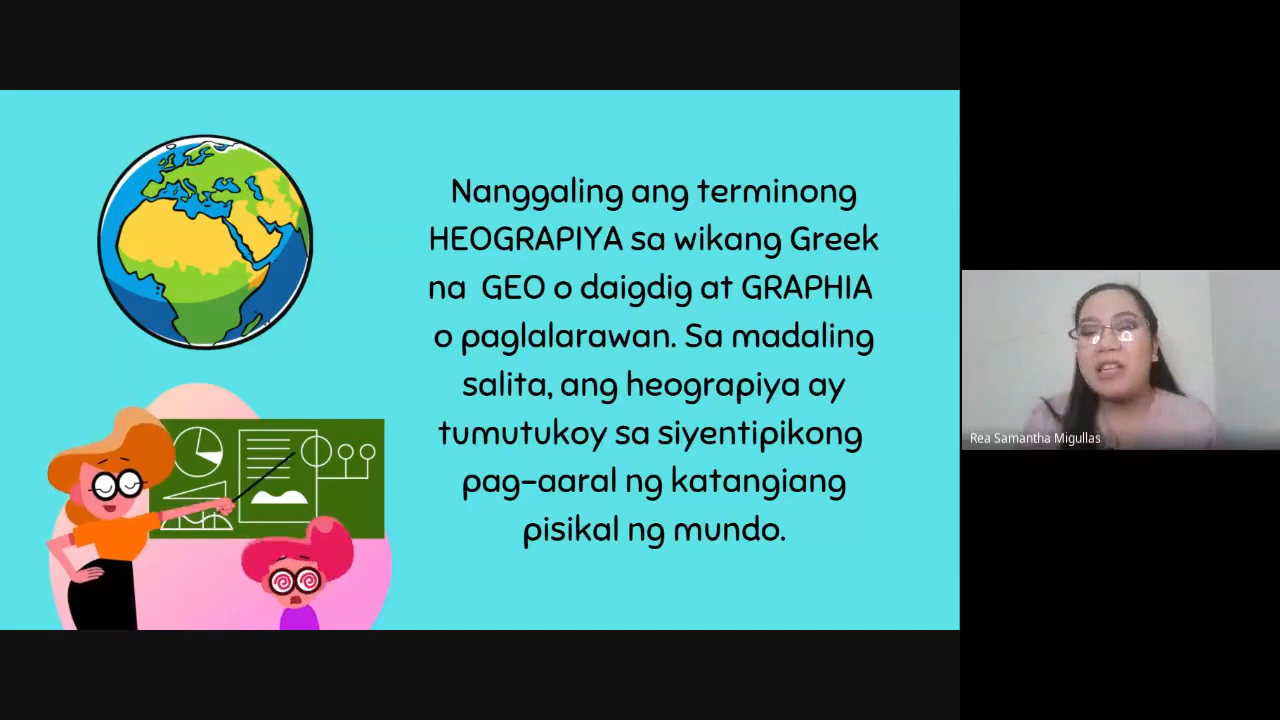 Nanggaling ang terminong
HEOGRAPIYA sa wikang Greek
na GEO o daigdig at GRAPHIA
o paglalarawan. Sa madaling
salita, ang heograpiya ay
tumutukoy sa siyentipikong
pag-aaral ng katangiang
pisikal ng mundo.
Rea Samantha Migullas